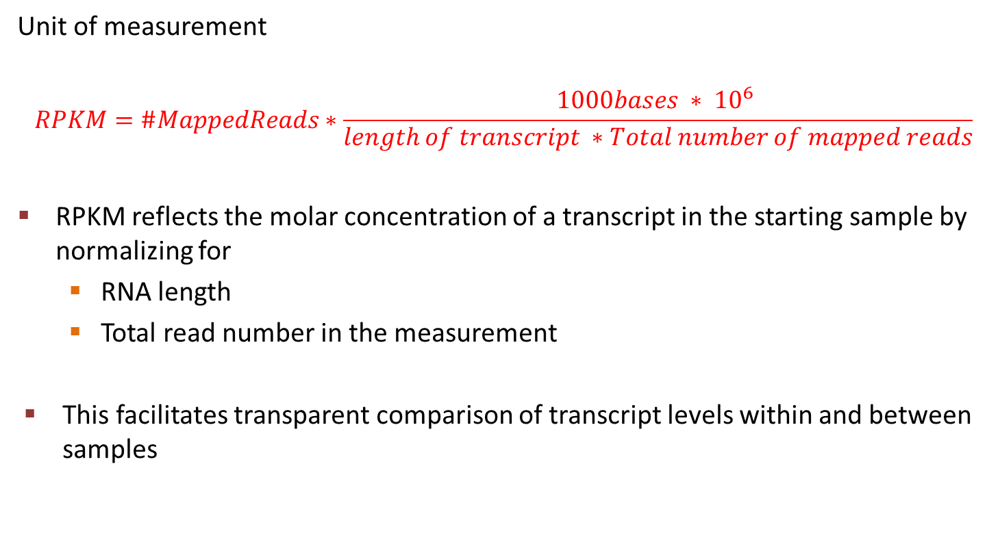 Unit of measurement
RPKM = #MappedReads * \frac{1000bases * 10^6}{length of transcript * Total number of mapped reads}
▪ RPKM reflects the molar concentration of a transcript in the starting sample by
normalizing for
▪ RNA length
▪ Total read number in the measurement
▪ This facilitates transparent comparison of transcript levels within and between
samples